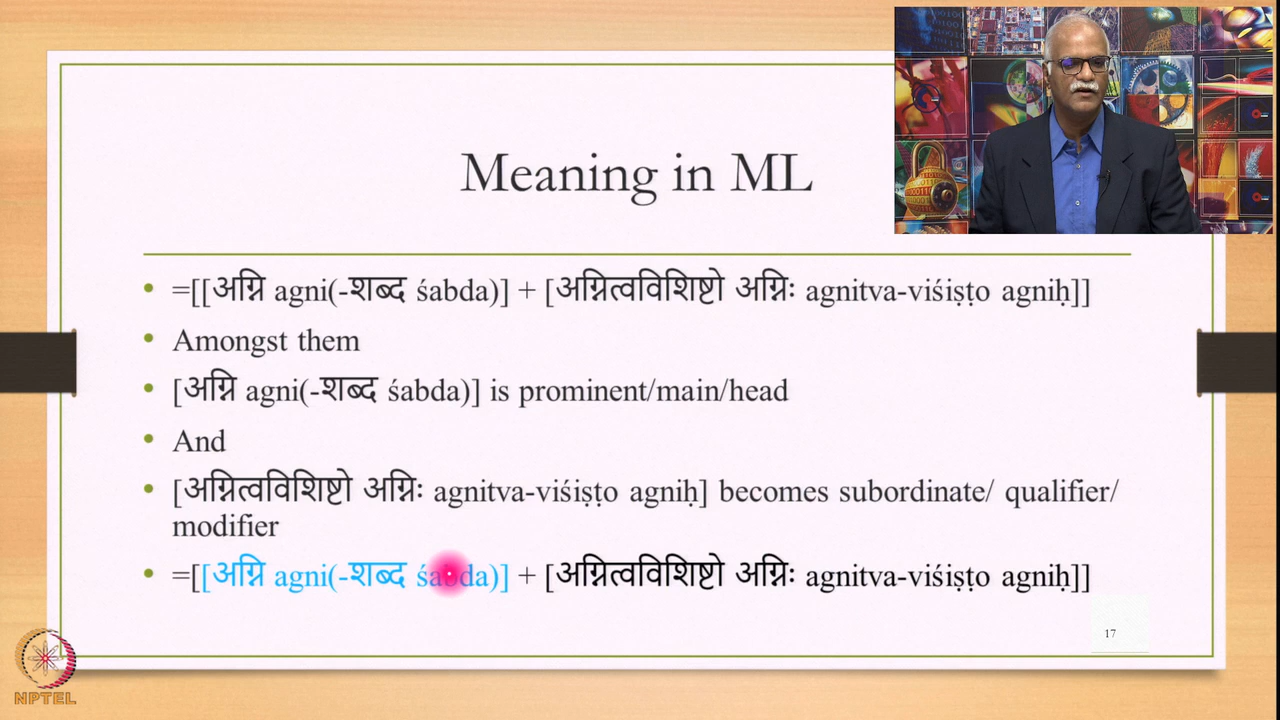 Meaning in ML
=[[अग्नि agni(-शब्द śabda)] + [अग्नित्वविशिष्टो अग्निः agnitva-viśiṣṭo agniḥ]]
Amongst them
[अग्नि agni(-शब्द śabda)] is prominent/main/head
And
[अग्नित्वविशिष्टो अग्निः agnitva-viśiṣṭo agniḥ] becomes subordinate/ qualifier/
modifier
=[[अग्नि agni(-शब्द śabda)] + [अग्नित्वविशिष्टो अग्निः agnitva-viśiṣṭo agniḥ]]
17
NPTEL